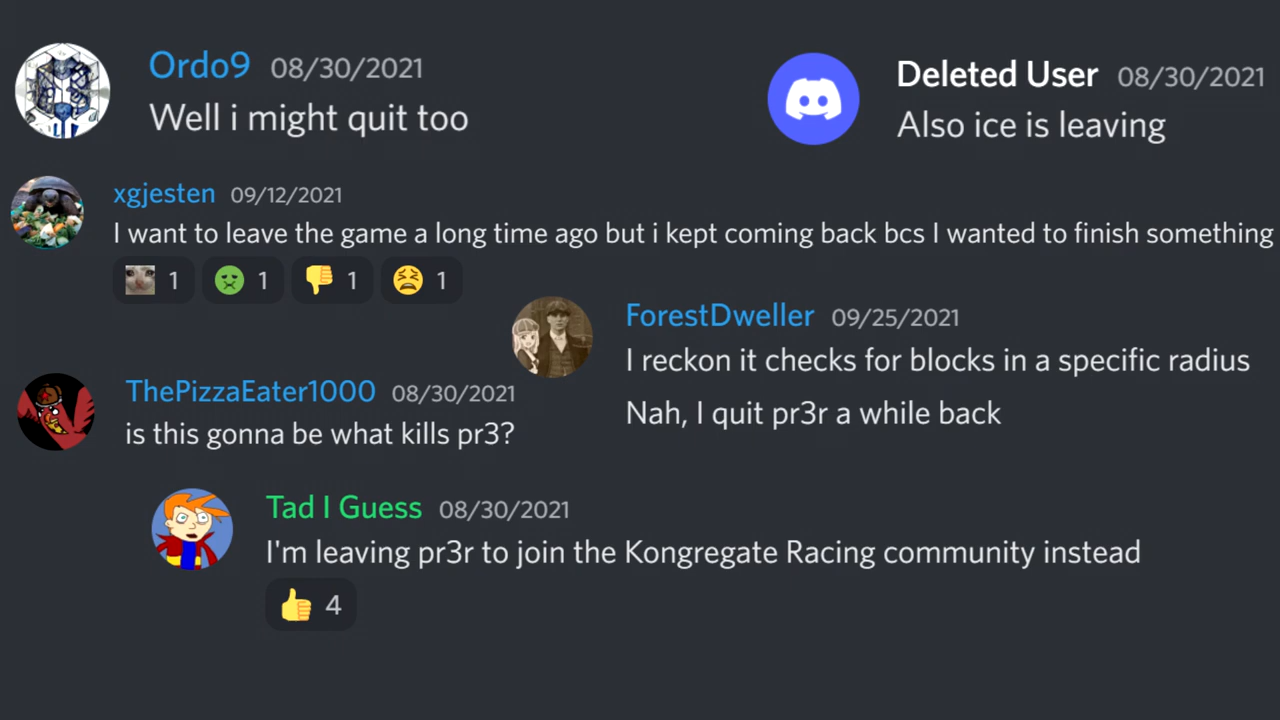 Ordo9 08/30/2021
Well i might quit too
Deleted User 08/30/2021
Also ice is leaving
xgjesten 09/12/2021
I want to leave the game a long time ago but i kept coming back bcs I wanted to finish something
1 1 1 1
ForestDweller 09/25/2021
I reckon it checks for blocks in a specific radius
Nah, I quit pr3r a while back
ThePizzaEater1000 08/30/2021
is this gonna be what kills pr3?
Tad I Guess 08/30/2021
I'm leaving pr3r to join the Kongregate Racing community instead
4